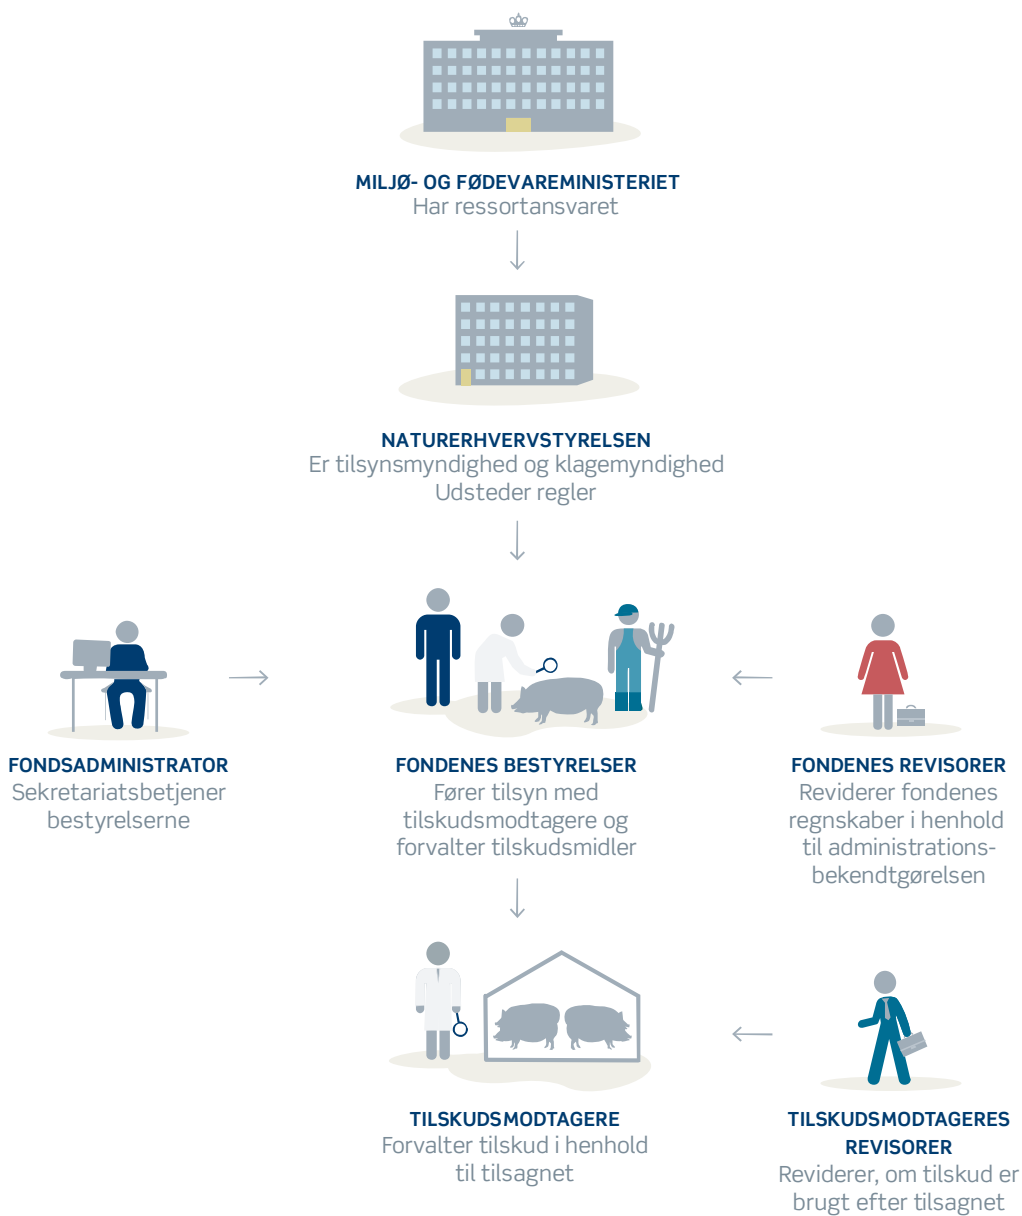 MILJØ- OG FØDEVAREMINISTERIET
Har ressortansvaret
NATURERHVERVSTYRELSEN
Er tilsynsmyndighed og klagemyndighed
Udsteder regler
FONDSADMINISTRATOR
Sekretariatsbetjener
bestyrelserne
FONDENES BESTYRELSER
Fører tilsyn med
tilskudsmodtagere og
forvalter tilskudsmidler
FONDENES REVISORER
Reviderer fondenes
regnskaber i henhold
til administrations-
bekendtgørelsen
TILSKUDSMODTAGERE
Forvalter tilskud i henhold
til tilsagnet
TILSKUDSMODTAGERES
REVISORER
Reviderer, om tilskud er
brugt efter tilsagnet